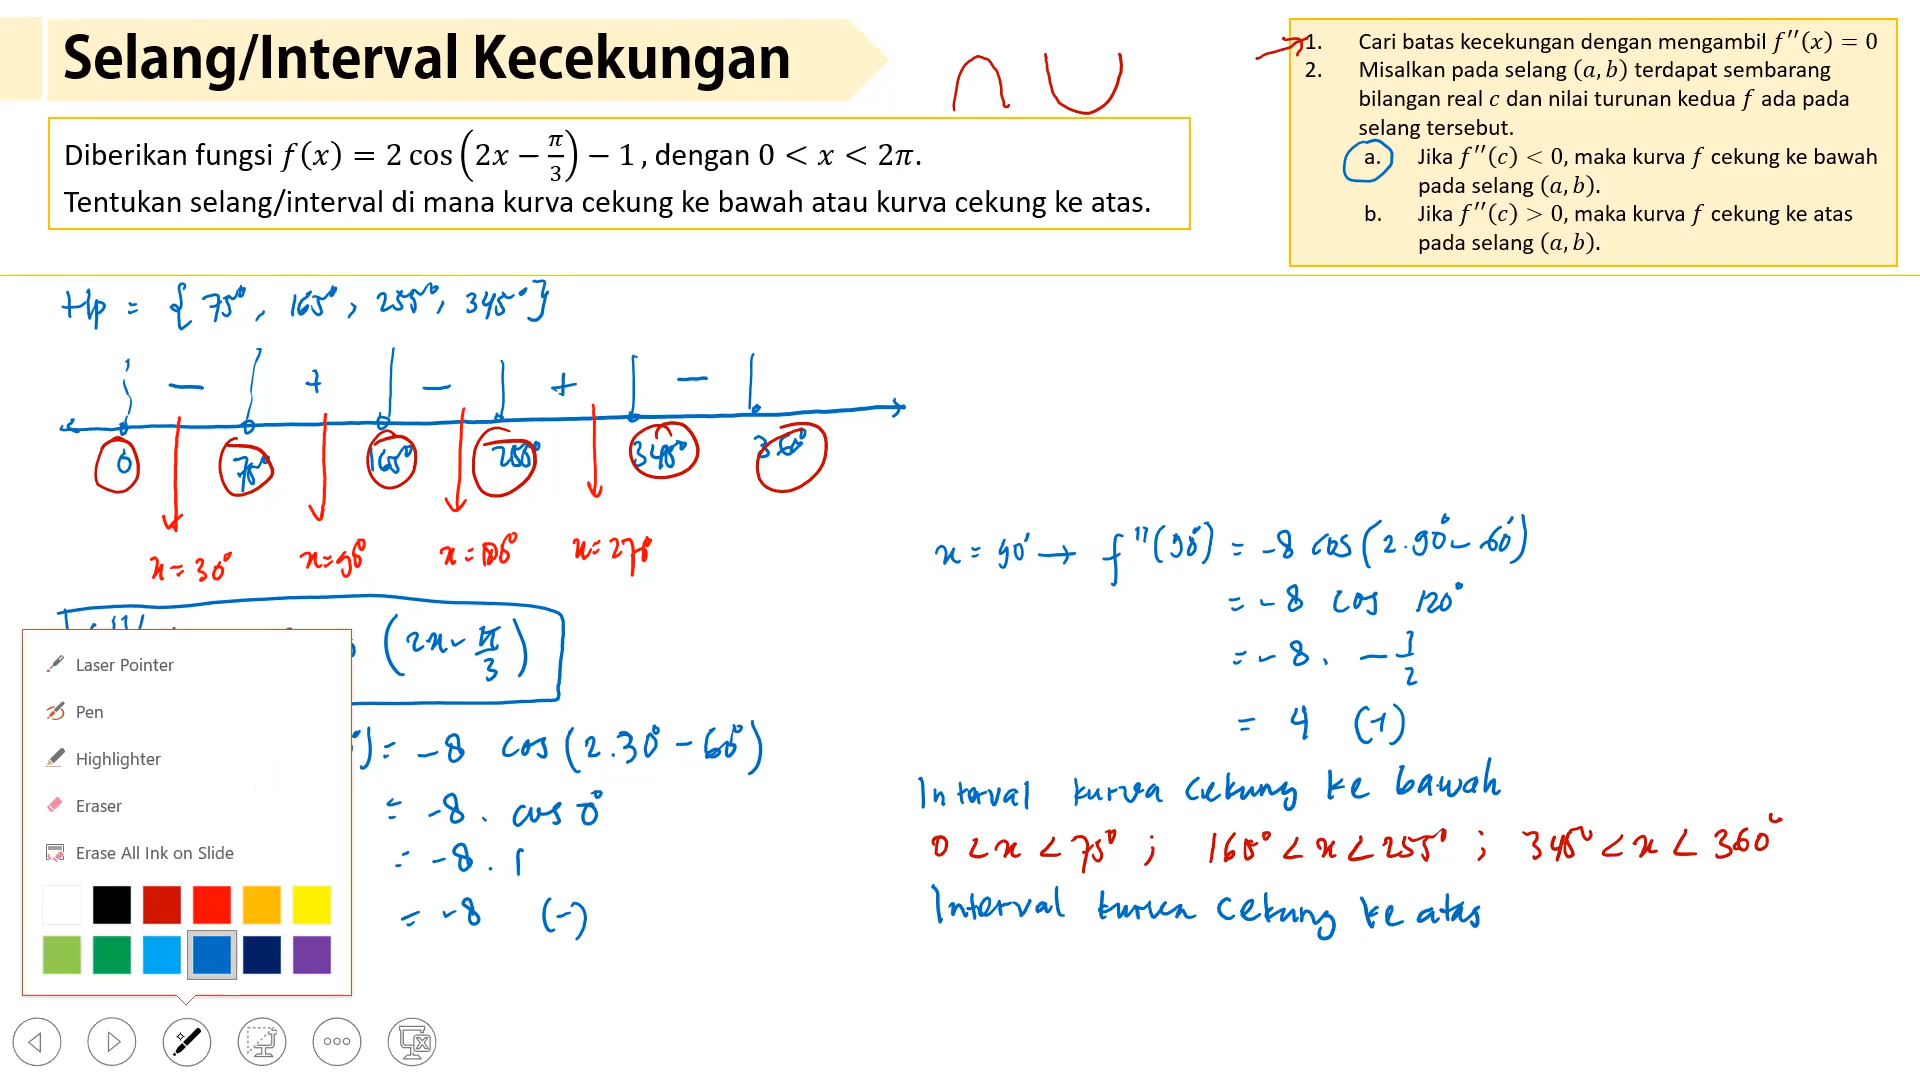 Selang/Interval Kecekungan
1. Cari batas kecekungan dengan mengambil f''(x) = 0
2. Misalkan pada selang (a, b) terdapat sembarang
bilangan real c dan nilai turunan kedua f ada pada
selang tersebut.
a. Jika f''(c) < 0, maka kurva f cekung ke bawah
pada selang (a, b).
b. Jika f''(c) > 0, maka kurva f cekung ke atas
pada selang (a, b).
Diberikan fungsi f(x) = 2 cos (2x − π/3) − 1, dengan 0 < x < 2π.
Tentukan selang/interval di mana kurva cekung ke bawah atau kurva cekung ke atas.
Hp = { 75°, 165°, 255°, 345° }
− + − + −
0 75° 165° 255° 345° 360°
x = 30° x = 90° x = 270°
(2x − π/3)
) = −8 cos (2.30° − 60°)
= −8 . cos 0°
= −8 . 1
= −8 (−)
x = 90° → f''(90°) = −8 cos (2.90° − 60°)
= −8 cos 120°
= −8 . −1/2
= 4 (+)
Interval kurva cekung ke bawah
0 < x < 75° ; 165° < x < 255° ; 345° < x < 360°
Interval kurva cekung ke atas
Laser Pointer
Pen
Highlighter
Eraser
Erase All Ink on Slide